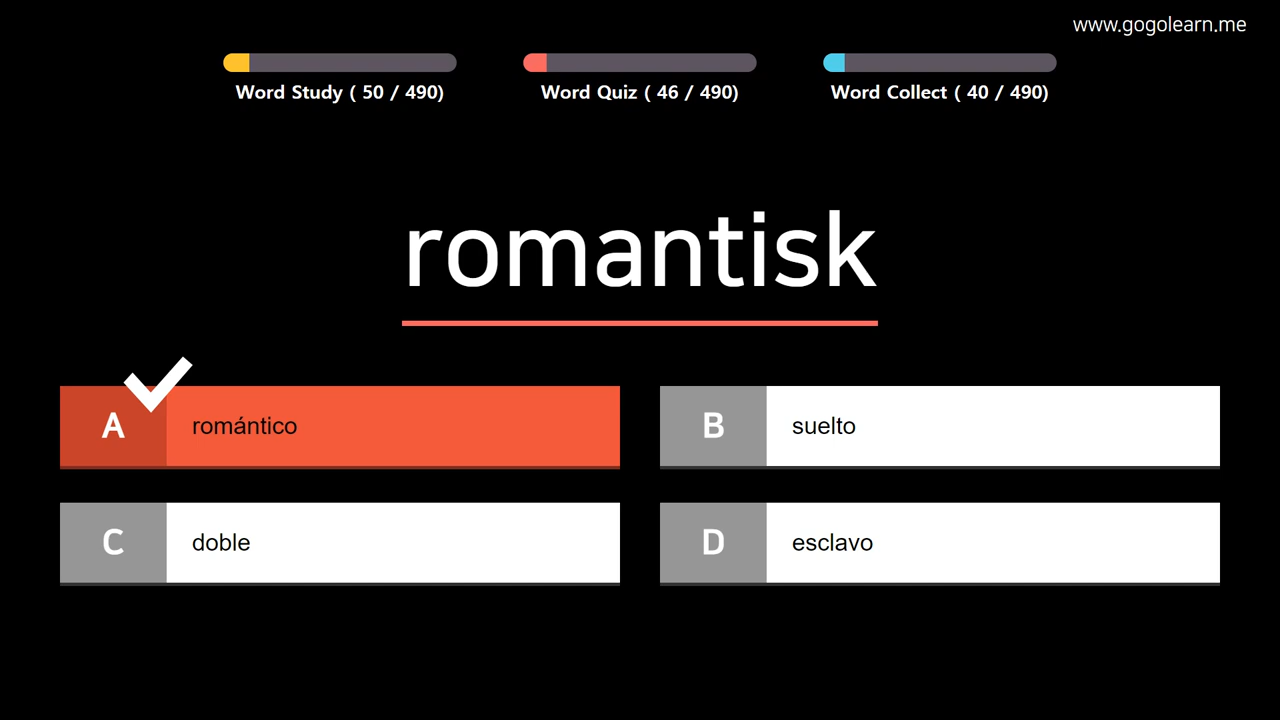 www.gogolearn.me
Word Study ( 50 / 490)
Word Quiz ( 46 / 490)
Word Collect ( 40 / 490)
romantisk
A romántico
B suelto
C doble
D esclavo